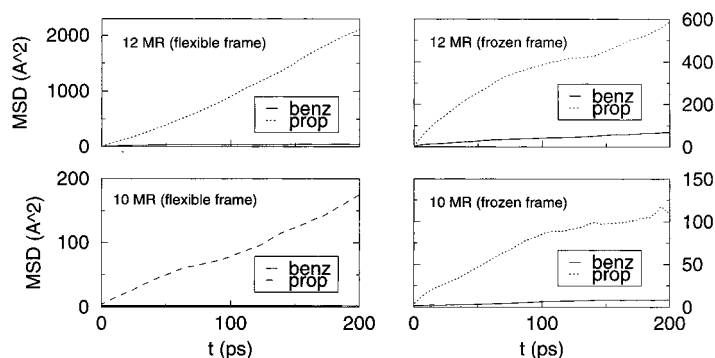 MSD (A^2)
2000
1000
0
12 MR (flexible frame)
benz
prop
12 MR (frozen frame)
benz
prop
600
400
200
0
MSD (A^2)
200
100
0
10 MR (flexible frame)
benz
prop
0
100
200
t (ps)
10 MR (frozen frame)
benz
prop
150
100
50
0
0
100
200
t (ps)